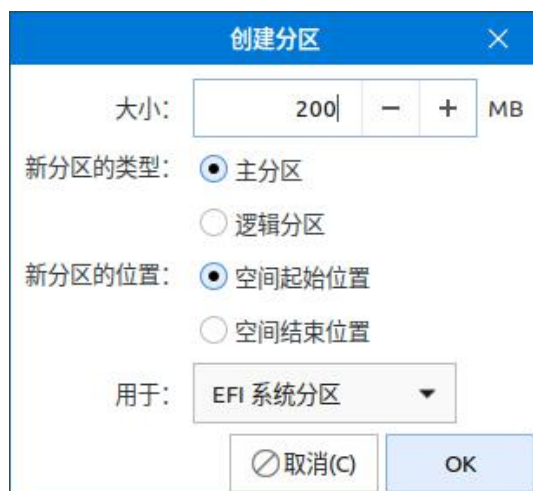 创建分区
大小： 200 MB
新分区的类型： 主分区
逻辑分区
新分区的位置： 空间起始位置
空间结束位置
用于： EFI 系统分区
取消(C) OK